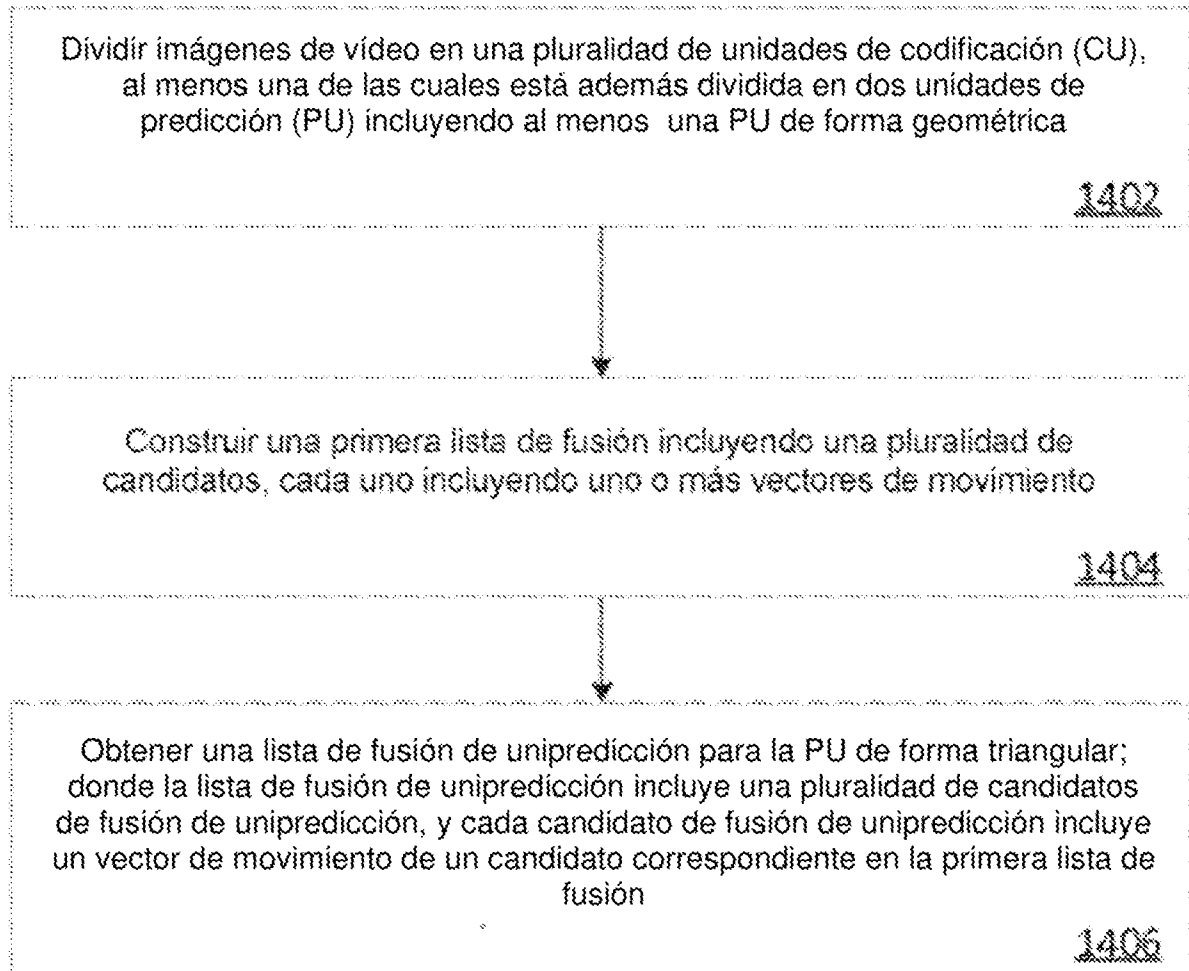 Dividir imágenes de vídeo en una pluralidad de unidades de codificación (CU),
al menos una de las cuales está además dividida en dos unidades de
predicción (PU) incluyendo al menos una PU de forma geométrica
1402
Construir una primera lista de fusión incluyendo una pluralidad de
candidatos, cada uno incluyendo uno o más vectores de movimiento
1404
Obtener una lista de fusión de unipredicción para la PU de forma triangular;
donde la lista de fusión de unipredicción incluye una pluralidad de candidatos
de fusión de unipredicción, y cada candidato de fusión de unipredicción incluye
un vector de movimiento de un candidato correspondiente en la primera lista de
fusión
1406